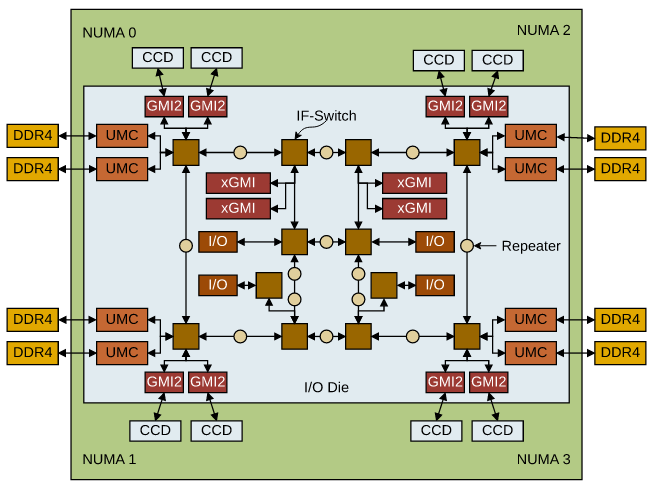 NUMA 0
NUMA 2
CCD
CCD
CCD
CCD
GMI2
GMI2
GMI2
GMI2
IF-Switch
DDR4
UMC
UMC
DDR4
DDR4
UMC
UMC
DDR4
xGMI
xGMI
xGMI
xGMI
I/O
I/O
Repeater
I/O
I/O
DDR4
UMC
UMC
DDR4
DDR4
UMC
UMC
DDR4
GMI2
GMI2
I/O Die
GMI2
GMI2
CCD
CCD
CCD
CCD
NUMA 1
NUMA 3